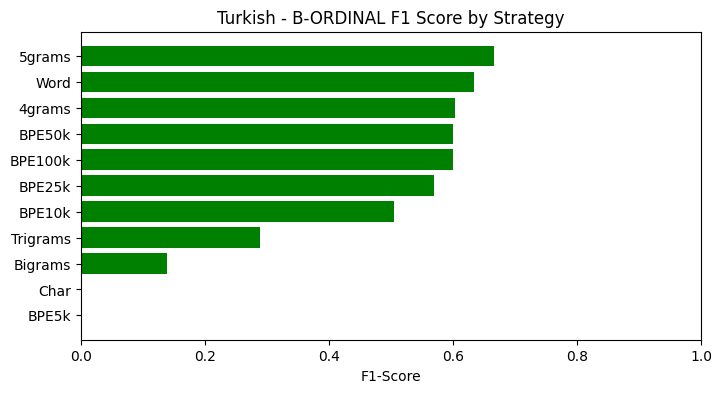 Turkish - B-ORDINAL F1 Score by Strategy
5grams
Word
4grams
BPE50k
BPE100k
BPE25k
BPE10k
Trigrams
Bigrams
Char
BPE5k
0.0 0.2 0.4 0.6 0.8 1.0
F1-Score